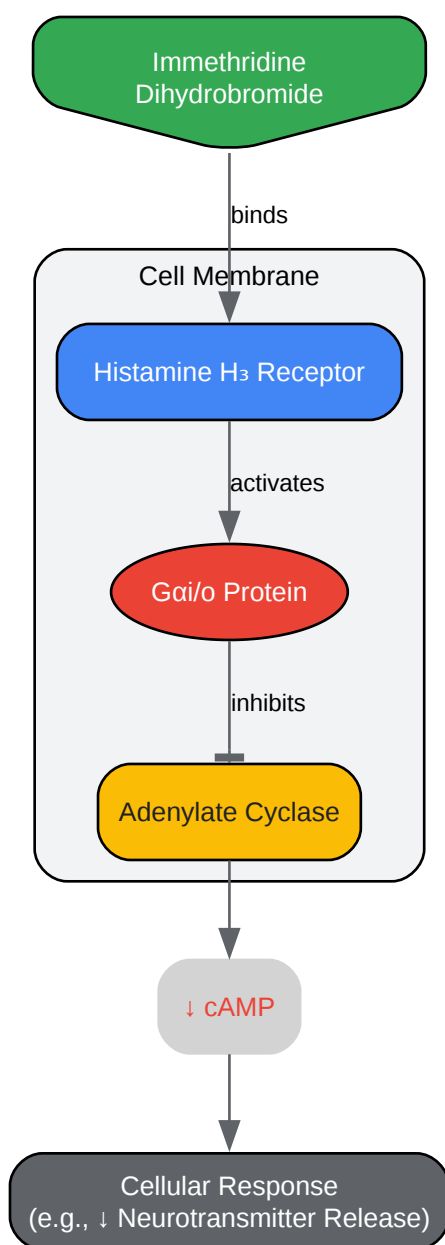 Immethridine
Dihydrobromide
binds
Cell Membrane
Histamine H₃ Receptor
activates
Gαi/o Protein
inhibits
Adenylate Cyclase
↓ cAMP
Cellular Response
(e.g., ↓ Neurotransmitter Release)